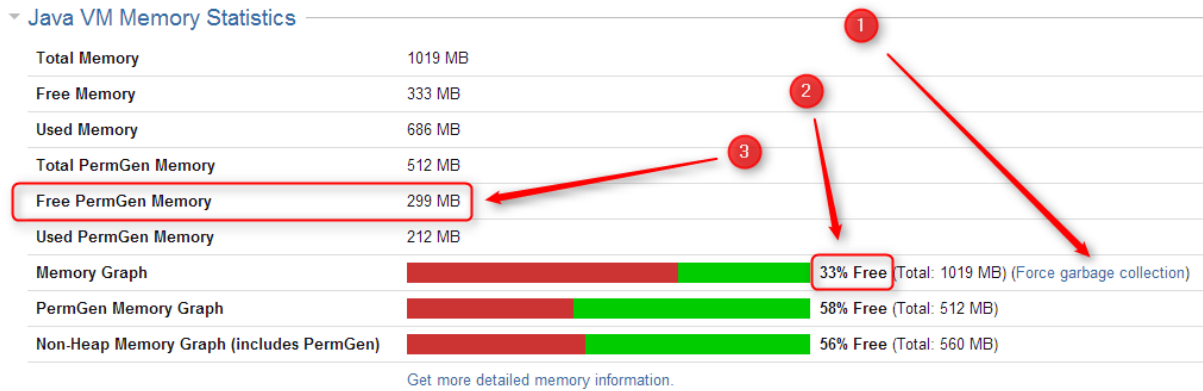 Java VM Memory Statistics
1
Total Memory 1019 MB
Free Memory 333 MB
2
Used Memory 686 MB
3
Total PermGen Memory 512 MB
Free PermGen Memory 299 MB
Used PermGen Memory 212 MB
Memory Graph 33% Free (Total: 1019 MB) (Force garbage collection)
PermGen Memory Graph 58% Free (Total: 512 MB)
Non-Heap Memory Graph (includes PermGen) 56% Free (Total: 560 MB)
Get more detailed memory information.